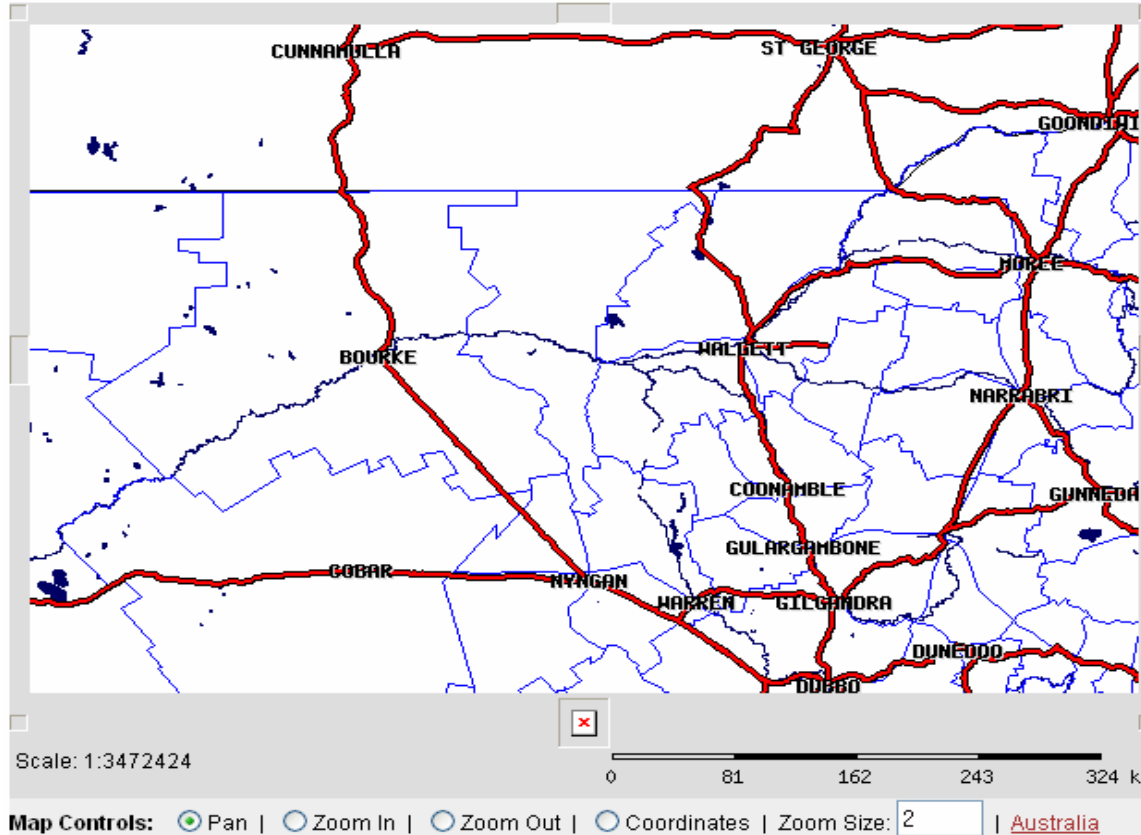 CUNNAMULLA
ST GEORGE
GOONDIWI
MOREE
BOURKE
WALGETT
NARRABRI
COONAMBLE
GUNNEDA
GULARGAMBONE
COBAR
NYNGAN
WARREN
GILGANDRA
DUNEDOO
DUBBO
Scale: 1:3472424
0 81 162 243 324 k
Map Controls: Pan | Zoom In | Zoom Out | Coordinates | Zoom Size: 2 | Australia